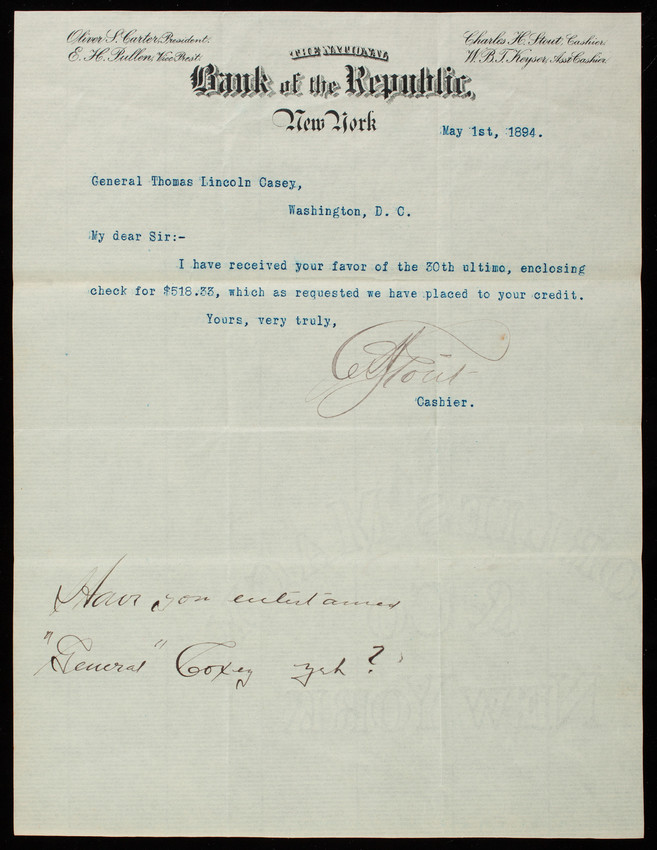 Oliver S. Carter, President.
E. H. Pullen, Vice Prest.
Charles H. Stout, Cashier.
W. B. T. Keyser, Asst Cashier.
THE NATIONAL
Bank of the Republic,
New York
May 1st, 1894.
General Thomas Lincoln Casey,
Washington, D. C.
My dear Sir:-
I have received your favor of the 30th ultimo, enclosing
check for $518.33, which as requested we have placed to your credit.
Yours, very truly,
CHStout
Cashier.
Have you entertained
"General" Coxey yet?